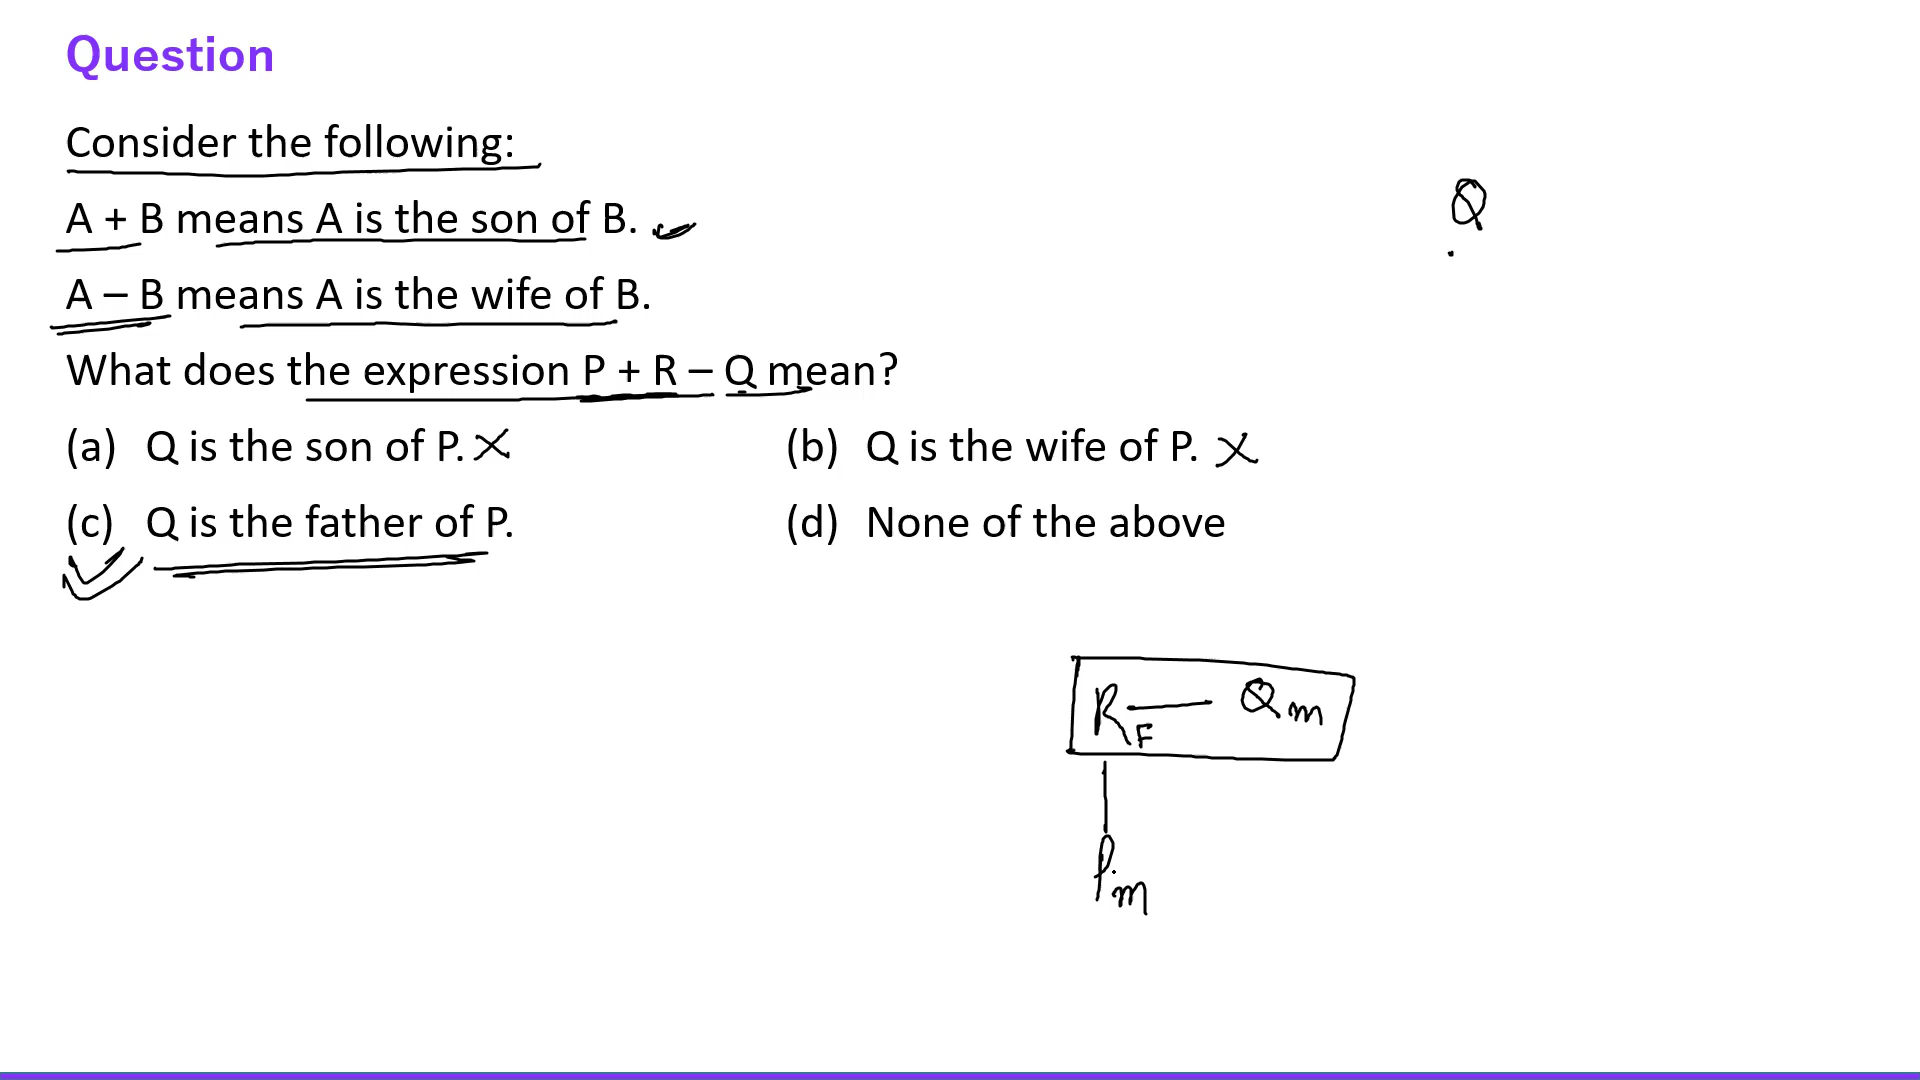 Question
Consider the following:
A + B means A is the son of B.
Q
A – B means A is the wife of B.
What does the expression P + R – Q mean?
(a) Q is the son of P. (b) Q is the wife of P.
(c) Q is the father of P. (d) None of the above
R F — Q m
P m